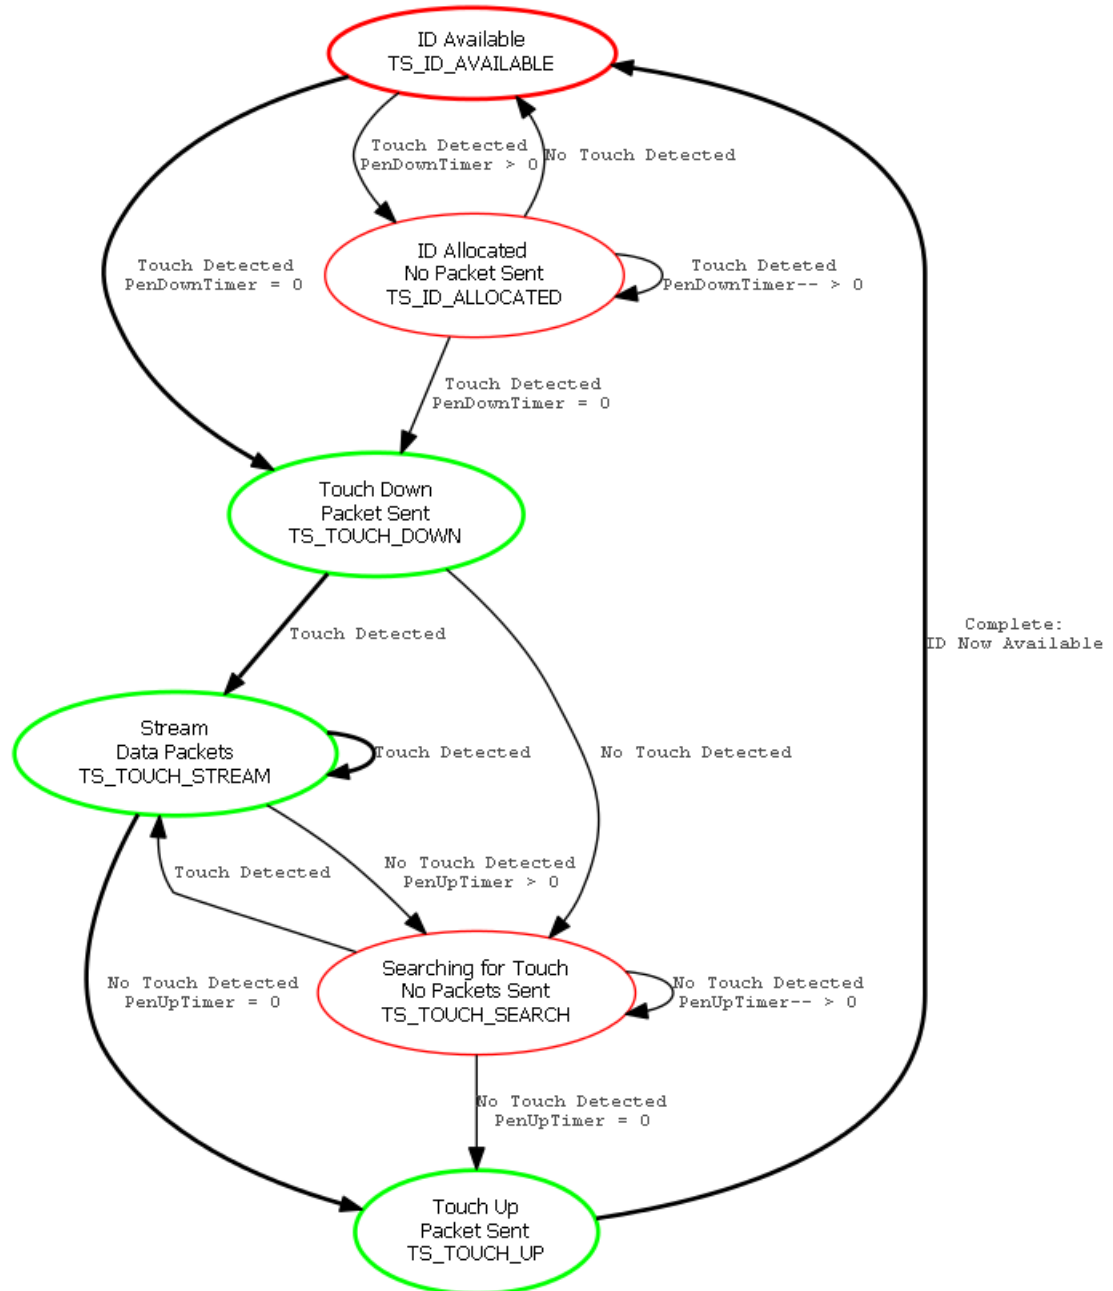 ID Available
TS_ID_AVAILABLE
Touch Detected
PenDownTimer > 0
No Touch Detected
Touch Detected
PenDownTimer = 0
ID Allocated
No Packet Sent
TS_ID_ALLOCATED
Touch Deteted
PenDownTimer-- > 0
Touch Detected
PenDownTimer = 0
Touch Down
Packet Sent
TS_TOUCH_DOWN
Touch Detected
Complete:
ID Now Available
Stream
Data Packets
TS_TOUCH_STREAM
Touch Detected
No Touch Detected
Touch Detected
No Touch Detected
PenUpTimer > 0
No Touch Detected
PenUpTimer = 0
Searching for Touch
No Packets Sent
TS_TOUCH_SEARCH
No Touch Detected
PenUpTimer-- > 0
No Touch Detected
PenUpTimer = 0
Touch Up
Packet Sent
TS_TOUCH_UP